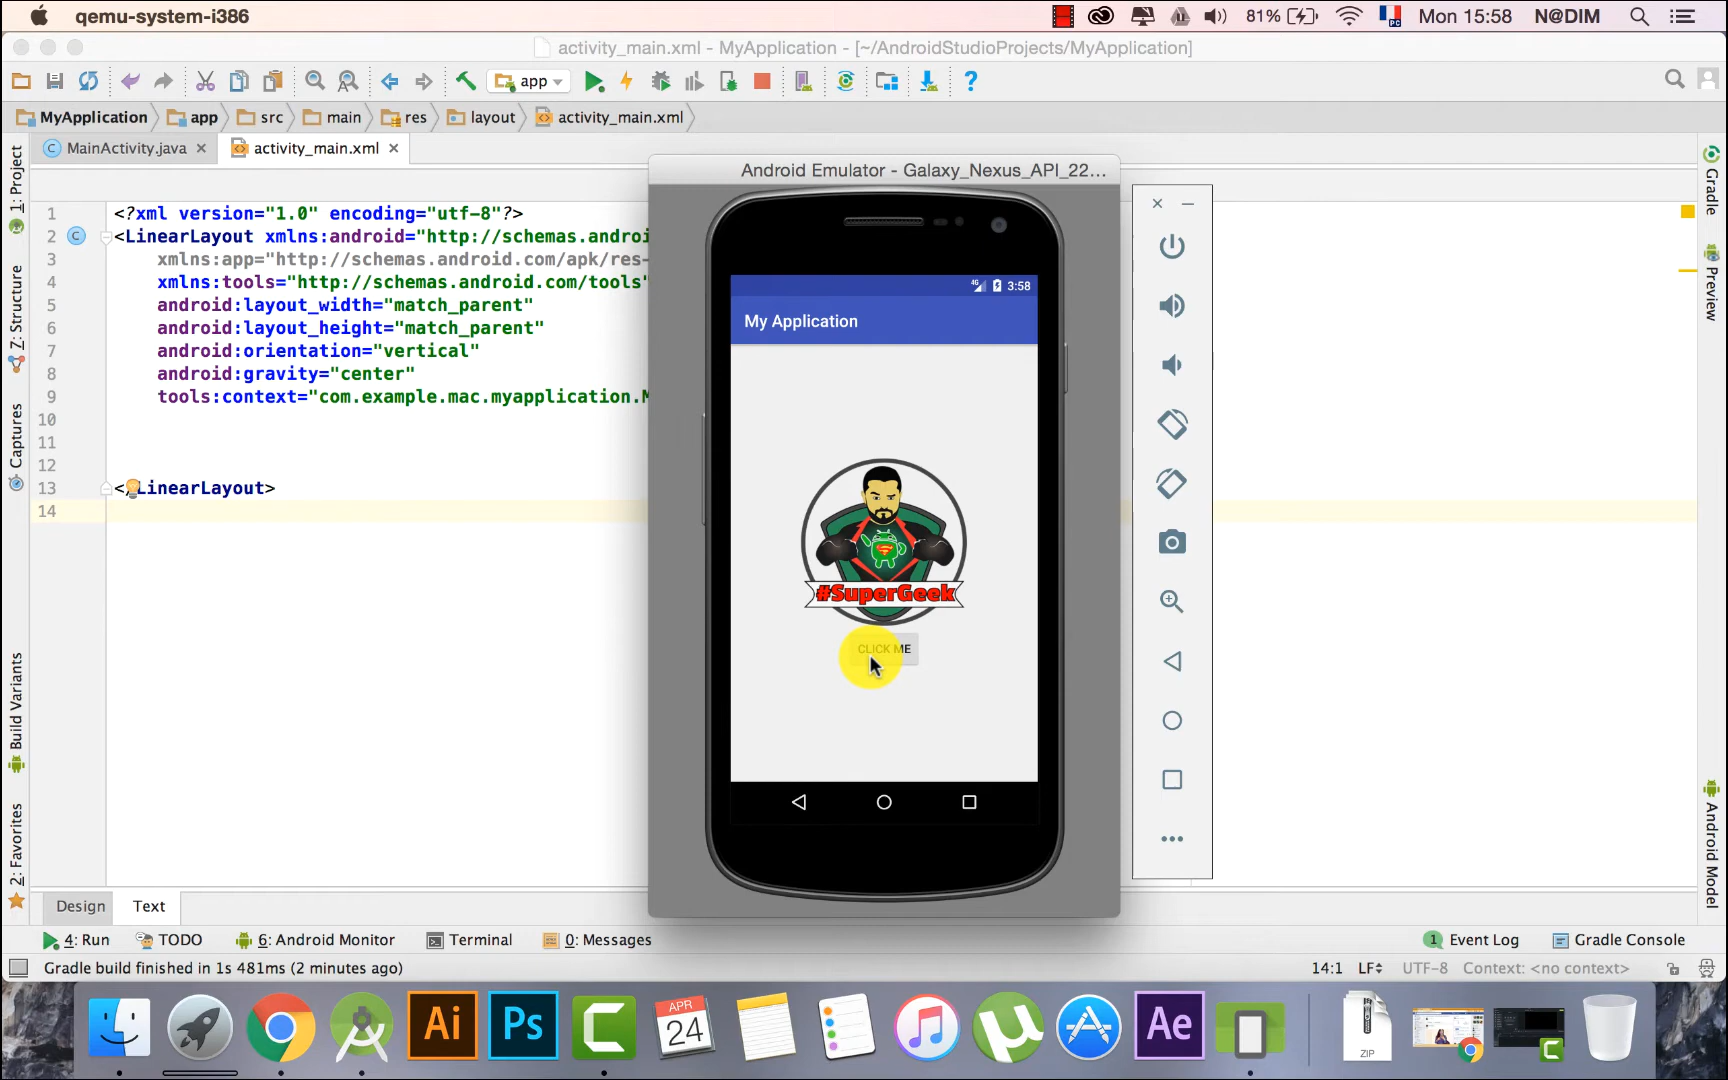 qemu-system-i386
81%
Mon 15:58
N@DIM
activity_main.xml - MyApplication - [~/AndroidStudioProjects/MyApplication]
app
MyApplication
app
src
main
res
layout
activity_main.xml
MainActivity.java
activity_main.xml
1: Project
Z: Structure
Captures
Build Variants
2: Favorites
Gradle
Preview
Android Model
1 <?xml version="1.0" encoding="utf-8"?>
2 <LinearLayout xmlns:android="http://schemas.androi
3 xmlns:app="http://schemas.android.com/apk/res-
4 xmlns:tools="http://schemas.android.com/tools"
5 android:layout_width="match_parent"
6 android:layout_height="match_parent"
7 android:orientation="vertical"
8 android:gravity="center"
9 tools:context="com.example.mac.myapplication.M
10
11
12
13 </LinearLayout>
14
Android Emulator - Galaxy_Nexus_API_22...
4G
3:58
My Application
#SuperGeek
CLICK ME
Design
Text
4: Run
TODO
6: Android Monitor
Terminal
0: Messages
1 Event Log
Gradle Console
Gradle build finished in 1s 481ms (2 minutes ago)
14:1
LF
UTF-8
Context: <no context>
Ai
Ps
C
APR
24
Ae
ZIP
C